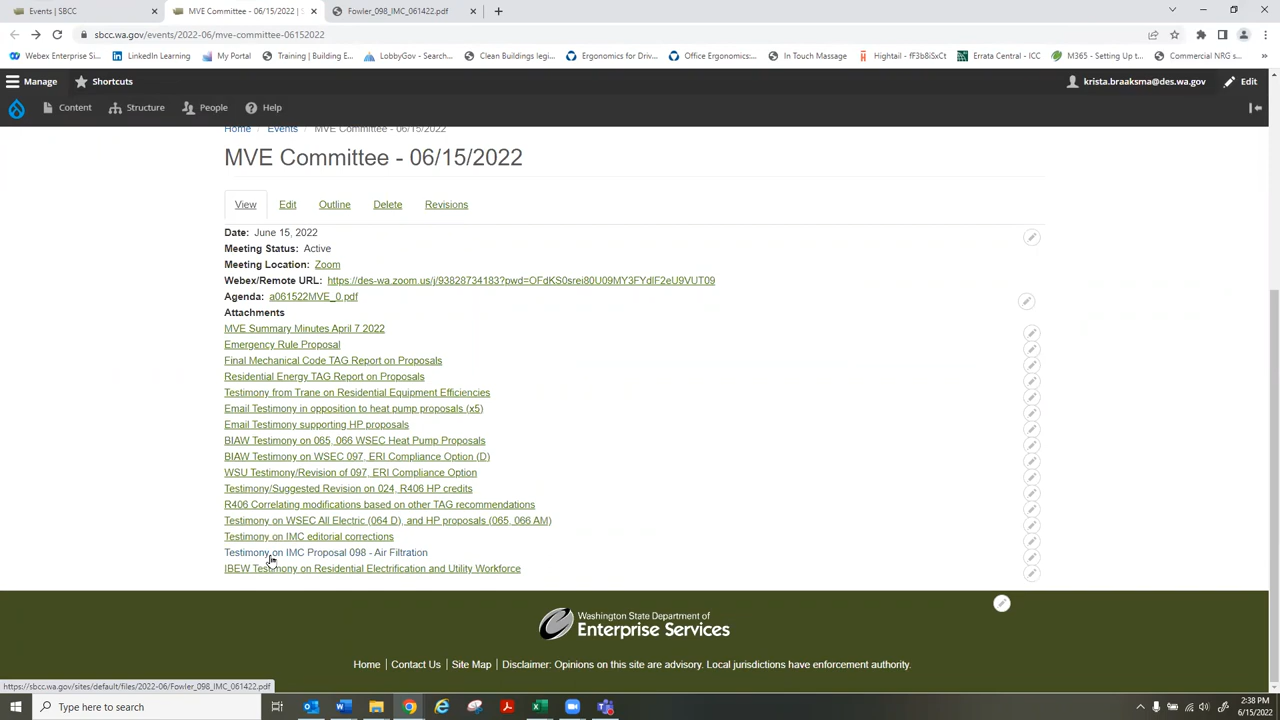 Events | SBCC
MVE Committee - 06/15/2022 | S
Fowler_098_IMC_061422.pdf
sbcc.wa.gov/events/2022-06/mve-committee-06152022
Webex Enterprise Si...
LinkedIn Learning
My Portal
Training | Building E...
LobbyGov - Search...
Clean Buildings legi...
Ergonomics for Driv...
Office Ergonomics:...
In Touch Massage
Hightail - fF3b8iSxCt
Errata Central - ICC
M365 - Setting Up t...
Commercial NRG s...
Manage
Shortcuts
krista.braaksma@des.wa.gov
Edit
Content
Structure
People
Help
Home / Events / MVE Committee - 06/15/2022
MVE Committee - 06/15/2022
View
Edit
Outline
Delete
Revisions
Date: June 15, 2022
Meeting Status: Active
Meeting Location: Zoom
Webex/Remote URL: https://des-wa.zoom.us/j/93828734183?pwd=OFdKS0srei80U09MY3FYdlF2eU9VUT09
Agenda: a061522MVE_0.pdf
Attachments
MVE Summary Minutes April 7 2022
Emergency Rule Proposal
Final Mechanical Code TAG Report on Proposals
Residential Energy TAG Report on Proposals
Testimony from Trane on Residential Equipment Efficiencies
Email Testimony in opposition to heat pump proposals (x5)
Email Testimony supporting HP proposals
BIAW Testimony on 065, 066 WSEC Heat Pump Proposals
BIAW Testimony on WSEC 097, ERI Compliance Option (D)
WSU Testimony/Revision of 097, ERI Compliance Option
Testimony/Suggested Revision on 024, R406 HP credits
R406 Correlating modifications based on other TAG recommendations
Testimony on WSEC All Electric (064 D), and HP proposals (065, 066 AM)
Testimony on IMC editorial corrections
Testimony on IMC Proposal 098 - Air Filtration
IBEW Testimony on Residential Electrification and Utility Workforce
Washington State Department of
Enterprise Services
Home | Contact Us | Site Map | Disclaimer: Opinions on this site are advisory. Local jurisdictions have enforcement authority.
https://sbcc.wa.gov/sites/default/files/2022-06/Fowler_098_IMC_061422.pdf
Type here to search
2:38 PM
6/15/2022